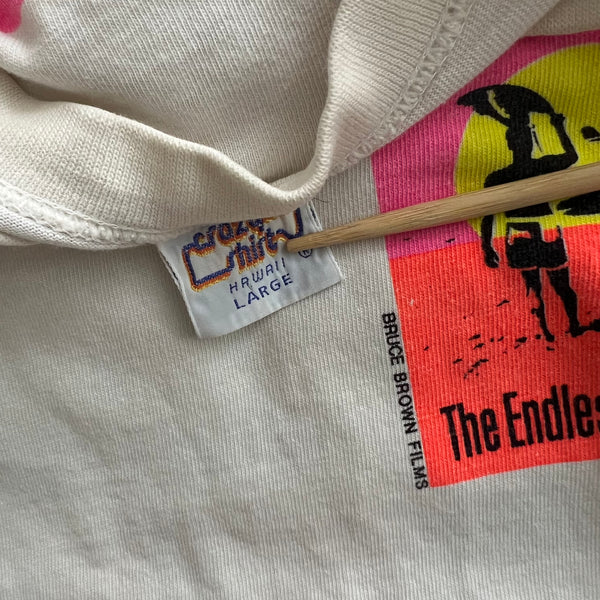 crazy
shirts
®
HAWAII
LARGE
BRUCE BROWN FILMS
The Endles